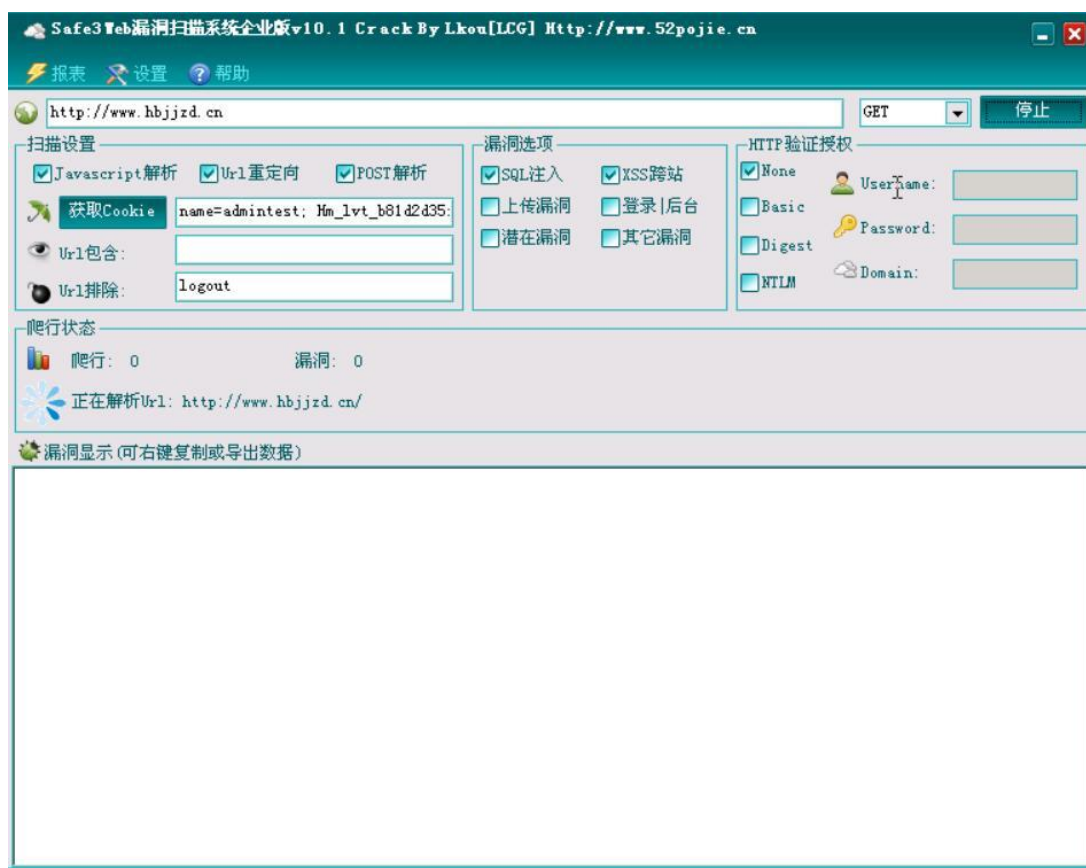 Safe3Web漏洞扫描系统企业版v10.1 Crack By Lkou[LCG] Http://www.52pojie.cn
报表 设置 帮助
http://www.hbjjzd.cn GET 停止
扫描设置
Javascript解析 Url重定向 POST解析
获取Cookie name=admintest; Hm_lvt_b81d2d35:
Url包含:
Url排除: logout
漏洞选项
SQL注入 XSS跨站
上传漏洞 登录|后台
潜在漏洞 其它漏洞
HTTP验证授权
None Username:
Basic
Password:
Digest
Domain:
NTLM
爬行状态
爬行: 0 漏洞: 0
正在解析Url: http://www.hbjjzd.cn/
漏洞显示(可右键复制或导出数据)